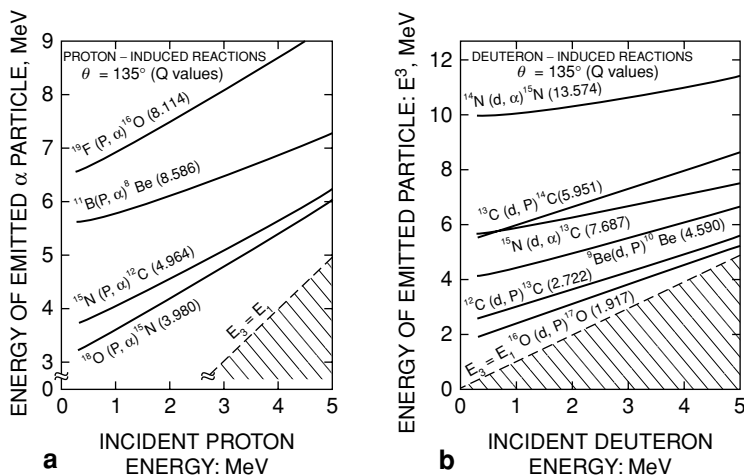 ENERGY OF EMITTED α PARTICLE, MeV
9
8
7
6
5
4
3
0
PROTON – INDUCED REACTIONS
θ = 135° (Q values)
¹⁹F (P, α)¹⁶O (8.114)
¹¹B(P, α)⁸ Be (8.586)
¹⁵N (P, α)¹²C (4.964)
¹⁸O (P, α)¹⁵N (3.980)
E₃ = E₁
0 1 2 3 4 5
a
INCIDENT PROTON
ENERGY: MeV
ENERGY OF EMITTED PARTICLE: E³, MeV
12
10
8
6
4
2
0
DEUTERON – INDUCED REACTIONS
θ = 135° (Q values)
¹⁴N (d, α)¹⁵N (13.574)
¹³C (d, P)¹⁴C(5.951)
¹⁵N (d, α)¹³C (7.687)
⁹Be(d, P)¹⁰ Be (4.590)
¹²C (d, P)¹³C (2.722)
¹⁶O (d, P)¹⁷O (1.917)
E₃ = E₁
0 1 2 3 4 5
b
INCIDENT DEUTERON
ENERGY: MeV